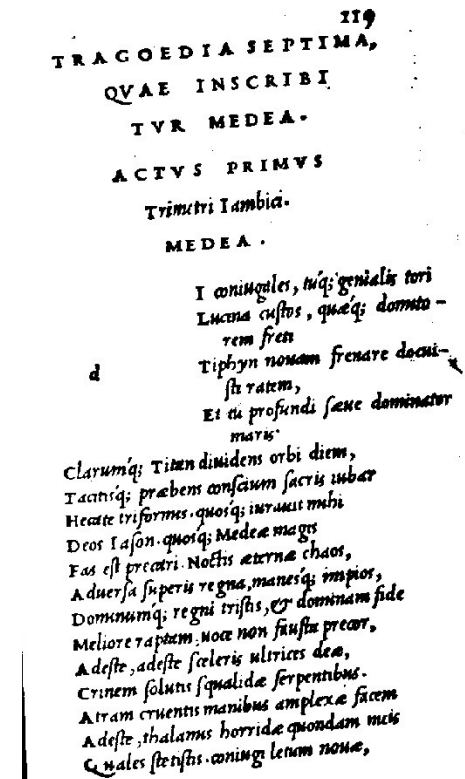 119
TRAGOEDIA SEPTIMA,
QVAE INSCRIBI
TVR MEDEA.
ACTVS PRIMVS
Trimetri Iambici.
MEDEA.
I coniugales, tuq́; genialis tori
Lucina custos, quæq́; domito-
rem freti
d
Tiphyn nouam frenare docui-
sti ratem,
Et tú profundi sæue dominator
maris.
Clarumq́; Titan diuidens orbi diem,
Tacitisq́; præbens conscium sacris iubar
Hecate triformis. quosq́; iurauit mihi
Deos Iason. quosq́; Medeæ magis
Fas est precari. Noctis æternæ chaos,
Aduersa superis regna, manesq́; impios,
Dominumq́; regni tristis, & dominam fide
Meliore raptam. uoce non fausta precor,
Adeste, adeste sceleris ultrices deæ,
Crinem solutis squalidæ serpentibus.
Atram cruentis manibus amplexæ facem
Adeste, thalamis horridæ quondam meis
Quales stetistis. coniugi letum nouæ,